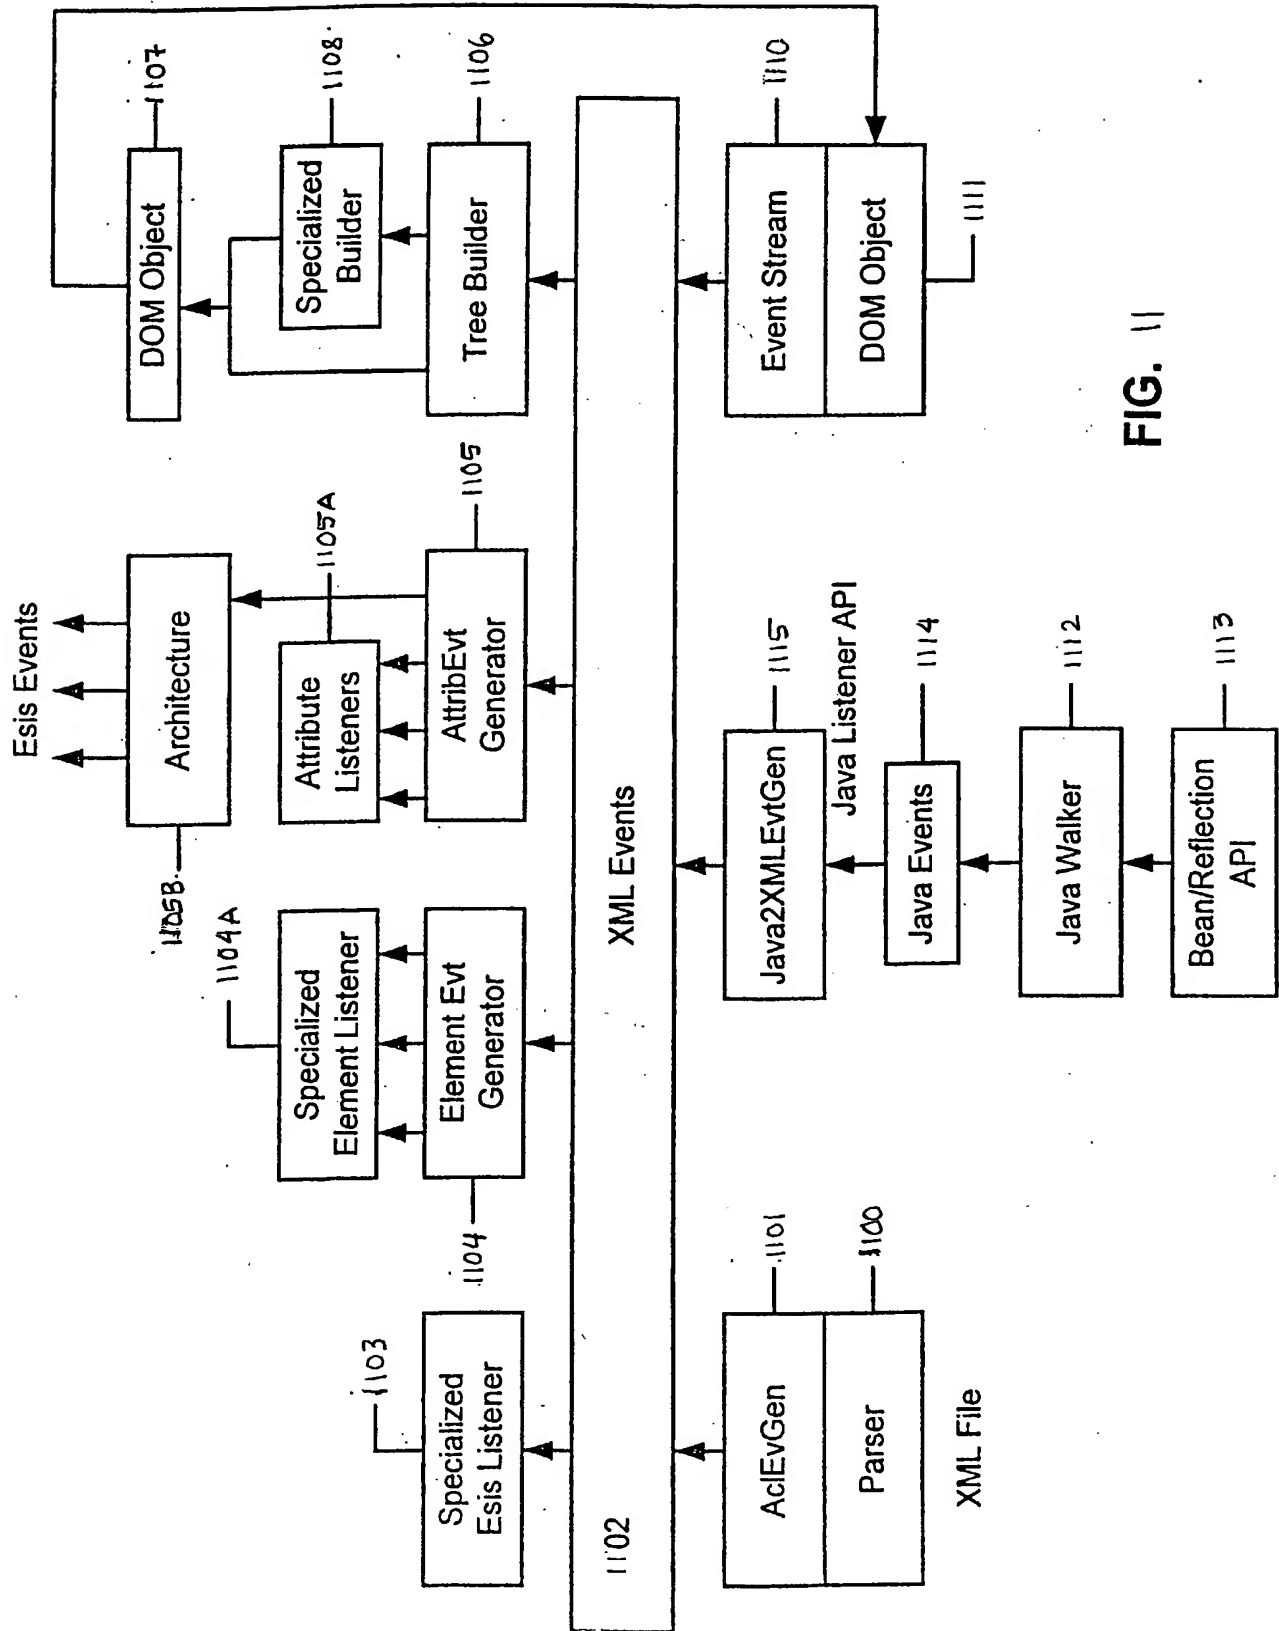 Esis Events
1105B
Architecture
DOM Object
1107
1104A
Specialized
Element Listener
Attribute
Listeners
1105A
Specialized
Builder
1108
1103
Specialized
Esis Listener
1104
Element Evt
Generator
AttribEvt
Generator
1105
Tree Builder
1106
1102
XML Events
AclEvGen
1101
Parser
1100
XML File
Java2XMLEvtGen
1115
Java Listener API
Java Events
1114
Java Walker
1112
Bean/Reflection
API
1113
Event Stream
1110
DOM Object
1111
FIG. 11